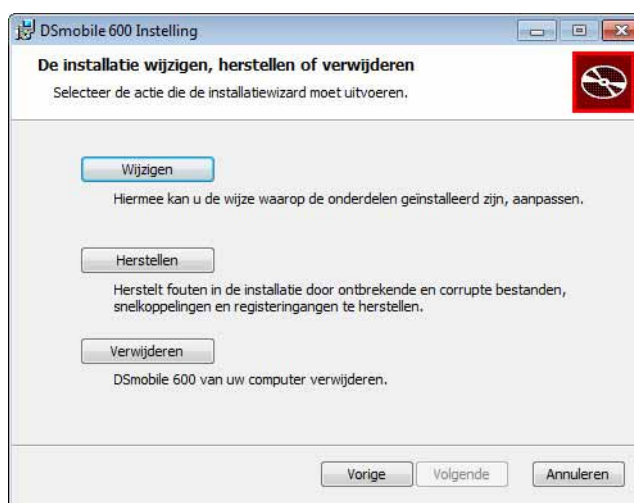 DSmobile 600 Instelling
De installatie wijzigen, herstellen of verwijderen
Selecteer de actie die de installatiewizard moet uitvoeren.
Wijzigen
Hiermee kan u de wijze waarop de onderdelen geïnstalleerd zijn, aanpassen.
Herstellen
Herstelt fouten in de installatie door ontbrekende en corrupte bestanden,
snelkoppelingen en registeringangen te herstellen.
Verwijderen
DSmobile 600 van uw computer verwijderen.
Vorige Volgende Annuleren